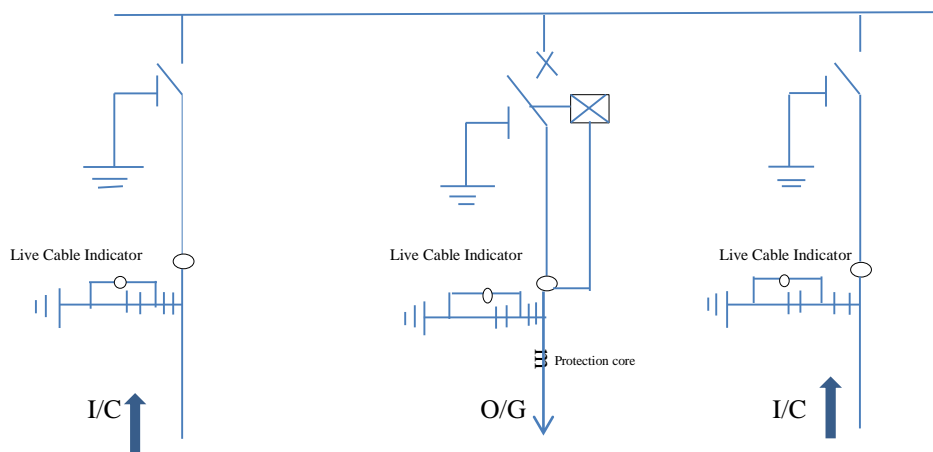 Live Cable Indicator
Live Cable Indicator
Live Cable Indicator
Protection core
I/C
O/G
I/C